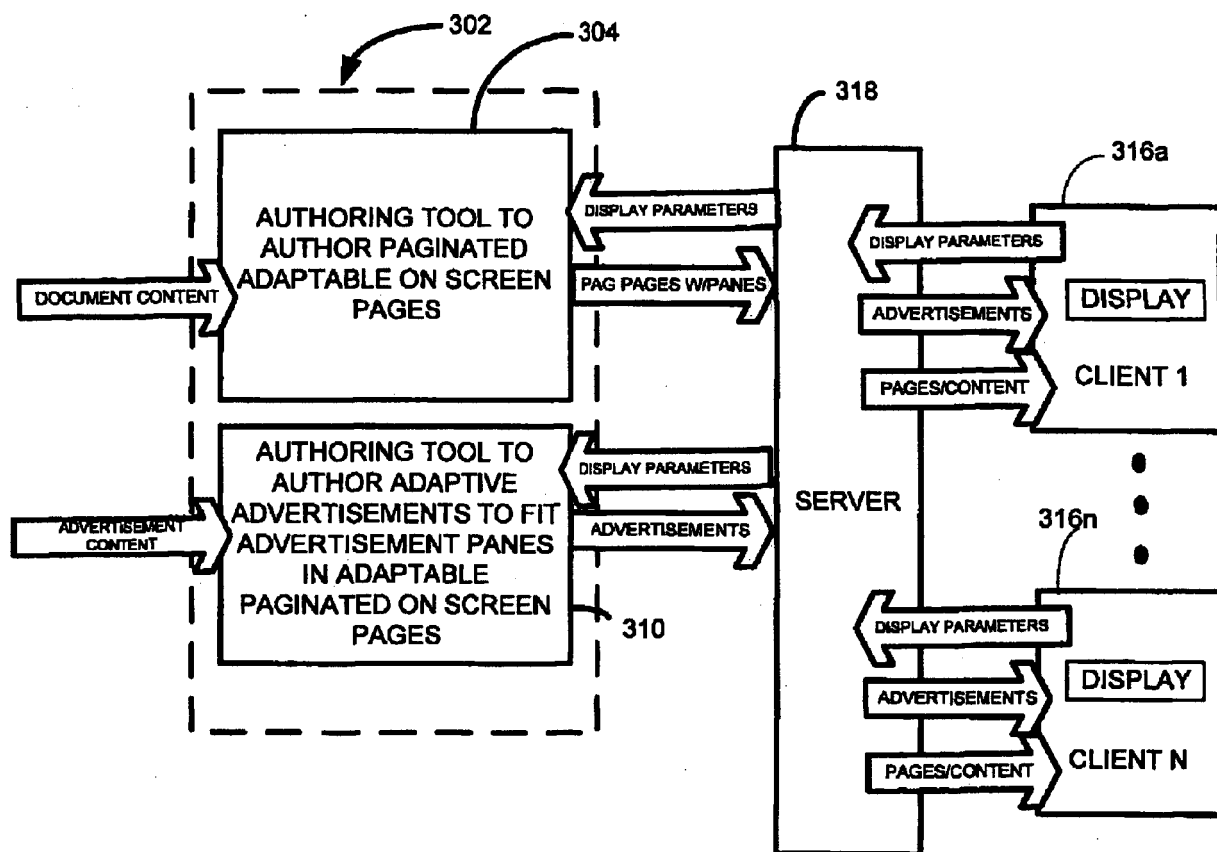 302
304
318
316a
AUTHORING TOOL TO
AUTHOR PAGINATED
ADAPTABLE ON SCREEN
PAGES
DOCUMENT CONTENT
DISPLAY PARAMETERS
PAG PAGES W/PANES
DISPLAY PARAMETERS
ADVERTISEMENTS
PAGES/CONTENT
DISPLAY
CLIENT 1
AUTHORING TOOL TO
AUTHOR ADAPTIVE
ADVERTISEMENTS TO FIT
ADVERTISEMENT PANES
IN ADAPTABLE
PAGINATED ON SCREEN
PAGES
ADVERTISEMENT
CONTENT
DISPLAY PARAMETERS
ADVERTISEMENTS
310
SERVER
316n
DISPLAY PARAMETERS
ADVERTISEMENTS
PAGES/CONTENT
DISPLAY
CLIENT N